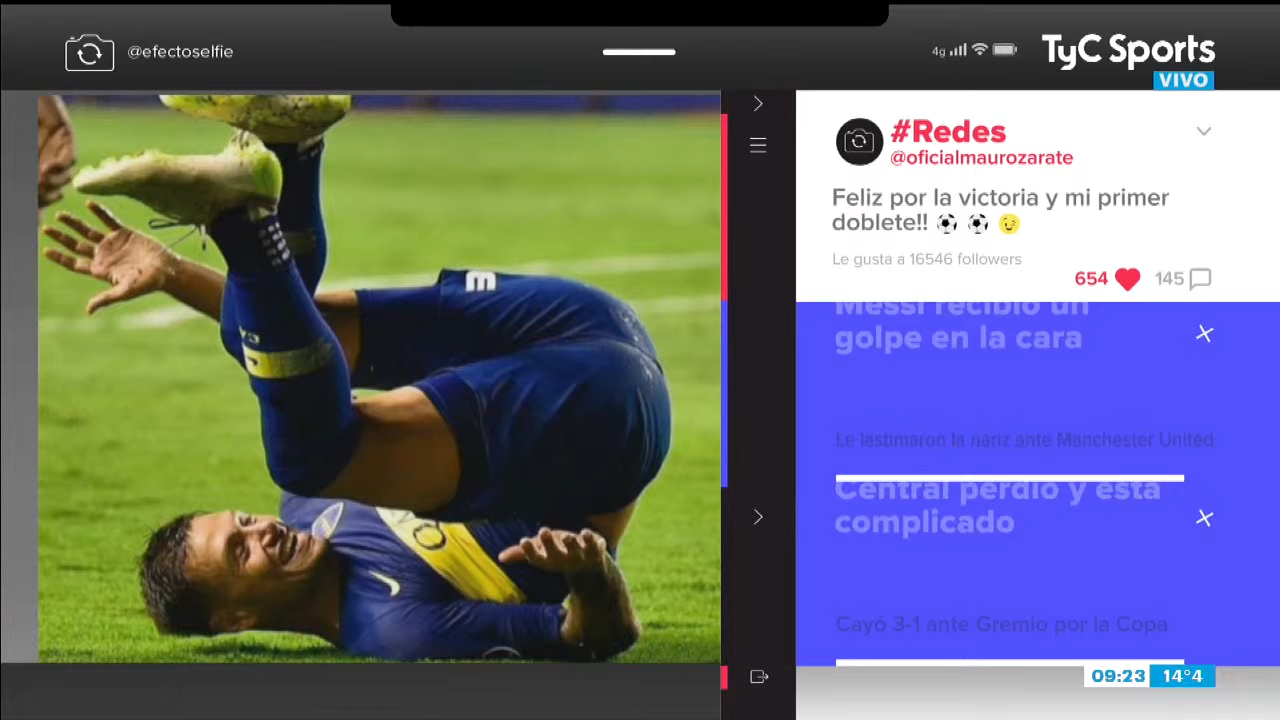 @efectoselfie
4g
TyC Sports
VIVO
#Redes
@oficialmaurozarate
Feliz por la victoria y mi primer
doblete!!
Le gusta a 16546 followers
654 145
Messi recibió un
golpe en la cara
Le lastimaron la nariz ante Manchester United
Central perdió y está
complicado
Cayó 3-1 ante Gremio por la Copa
09:23 14°4